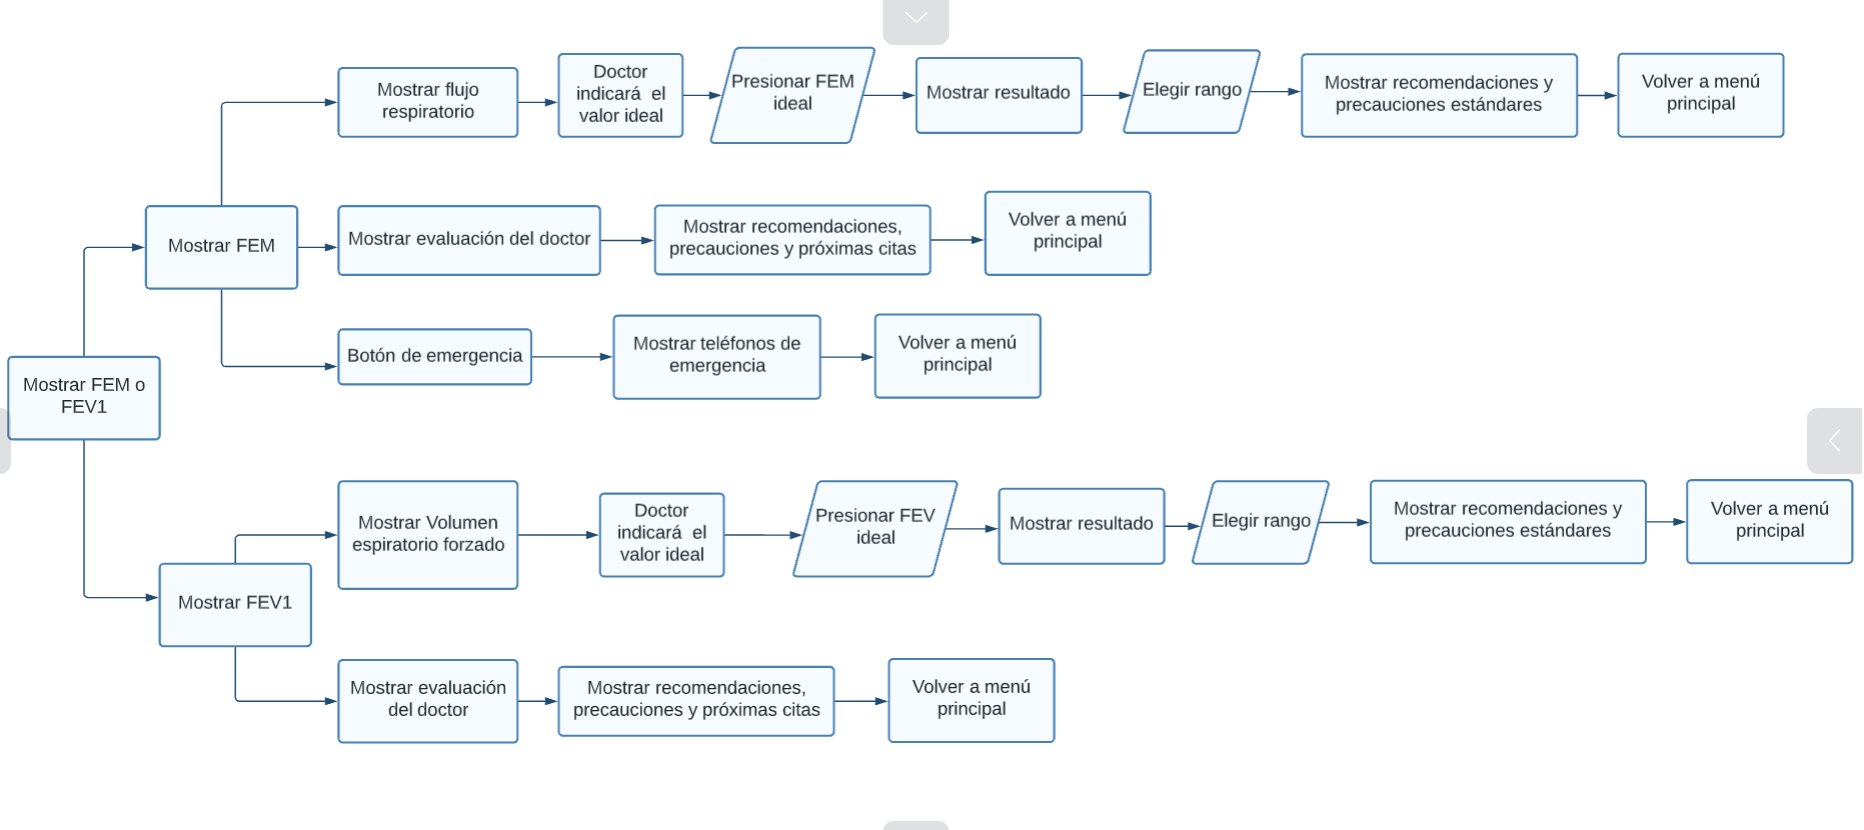 Mostrar flujo
respiratorio
Doctor
indicará el
valor ideal
Presionar FEM
ideal
Mostrar resultado
Elegir rango
Mostrar recomendaciones y
precauciones estándares
Volver a menú
principal
Mostrar FEM
Mostrar evaluación del doctor
Mostrar recomendaciones,
precauciones y próximas citas
Volver a menú
principal
Botón de emergencia
Mostrar teléfonos de
emergencia
Volver a menú
principal
Mostrar FEM o
FEV1
Mostrar Volumen
espiratorio forzado
Doctor
indicará el
valor ideal
Presionar FEV
ideal
Mostrar resultado
Elegir rango
Mostrar recomendaciones y
precauciones estándares
Volver a menú
principal
Mostrar FEV1
Mostrar evaluación
del doctor
Mostrar recomendaciones,
precauciones y próximas citas
Volver a menú
principal